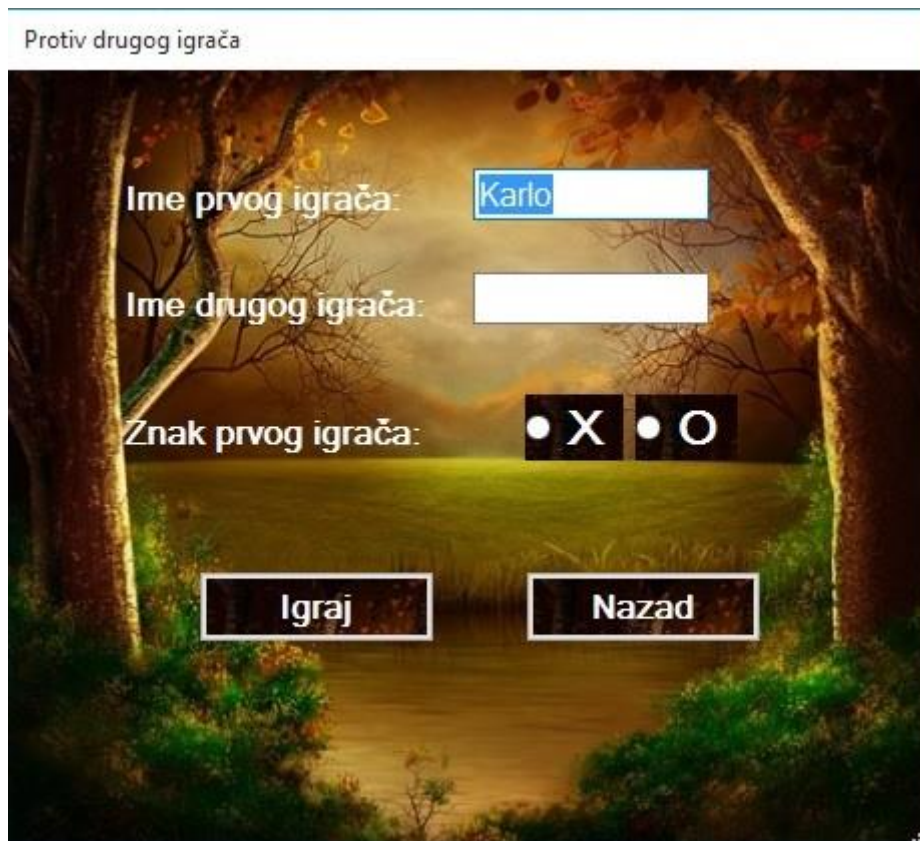 Protiv drugog igrača
Ime prvog igrača: Karlo
Ime drugog igrača:
Znak prvog igrača: X O
Igraj Nazad